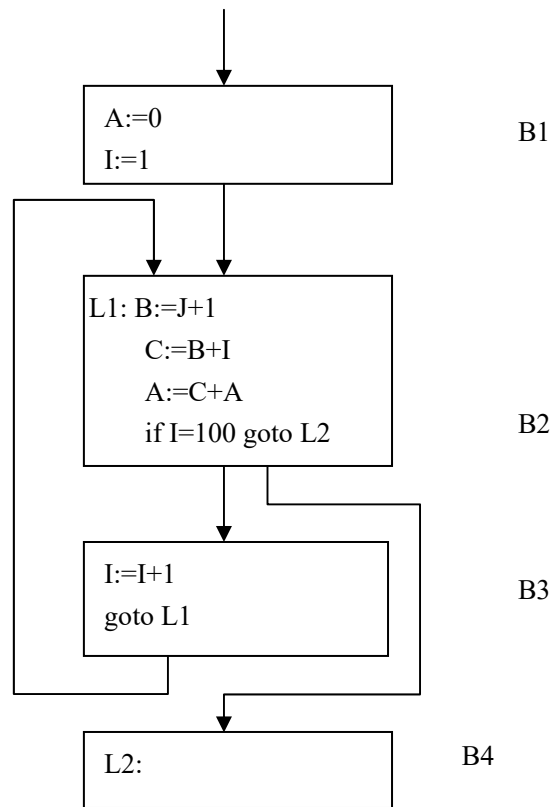 A:=0
I:=1
B1
L1: B:=J+1
C:=B+I
A:=C+A
if I=100 goto L2
B2
I:=I+1
goto L1
B3
L2:
B4